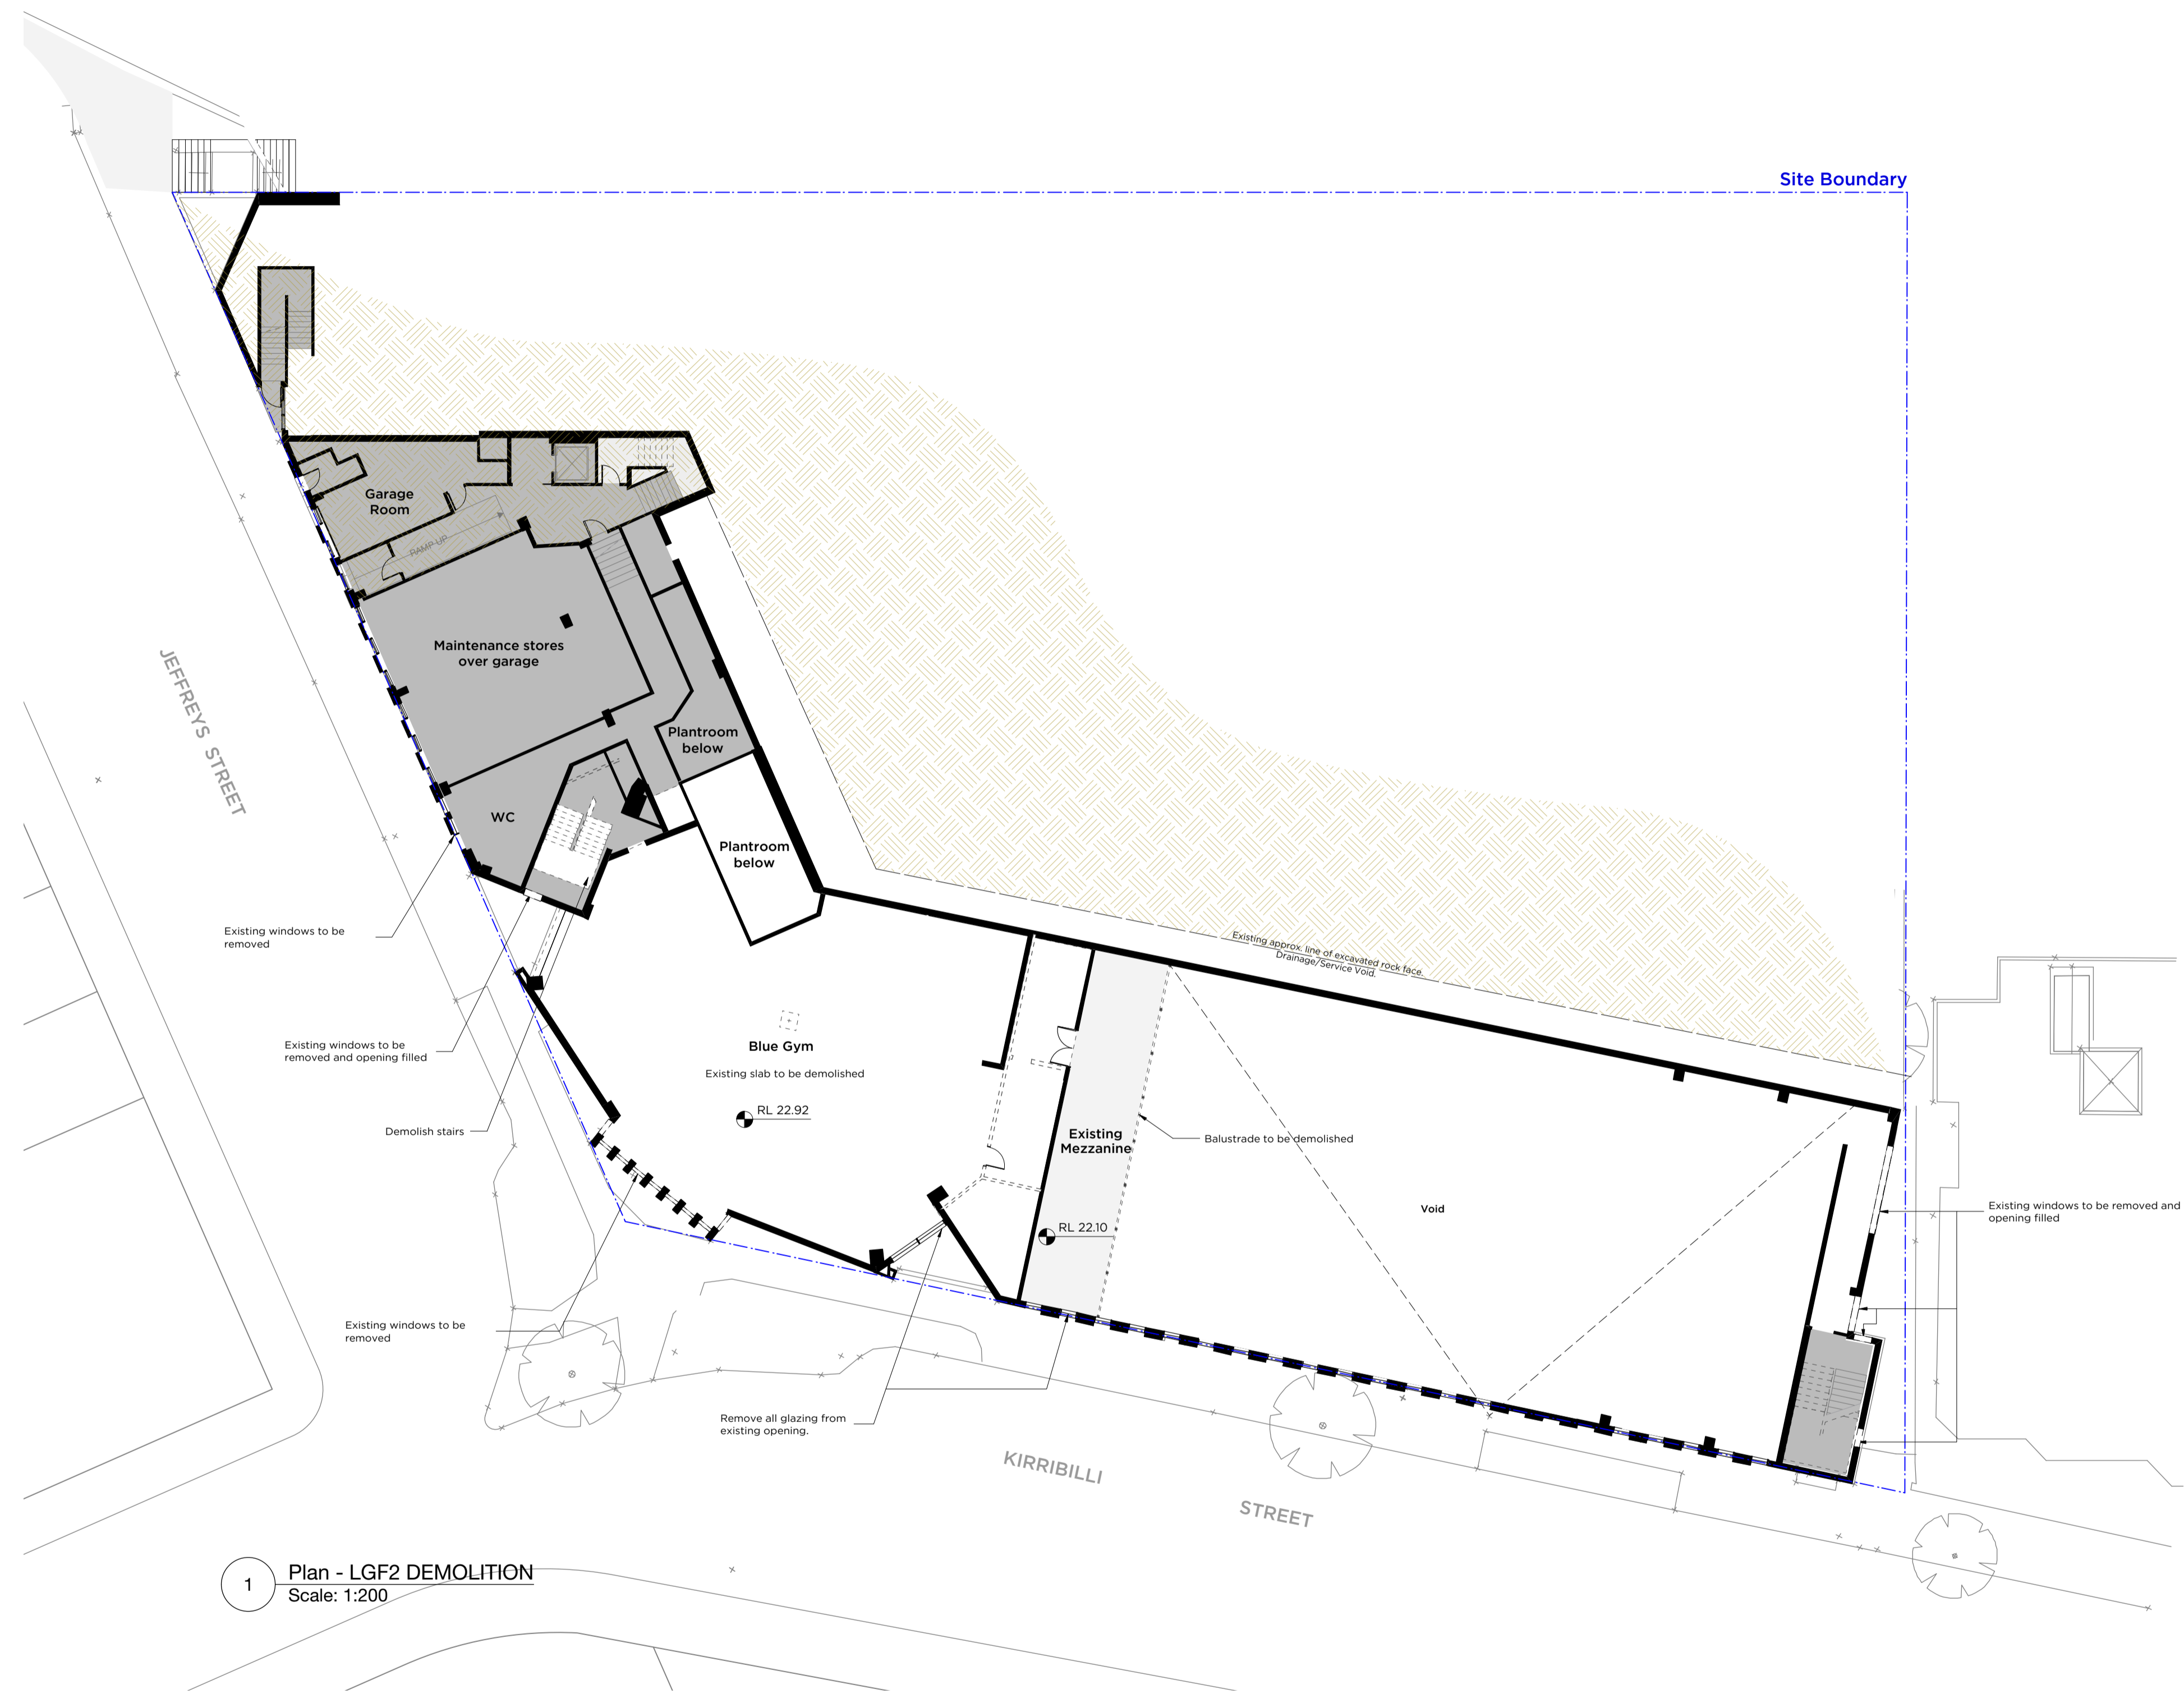 Site Boundary
Garage
Room
RAMP UP
Maintenance stores
over garage
JEFFREYS STREET
Plantroom
below
WC
Plantroom
below
Existing windows to be
removed
Existing approx. line of excavated rock face.
Drainage/Service Void.
Existing windows to be
removed and opening filled
Blue Gym
Existing slab to be demolished
RL 22.92
Demolish stairs
Existing
Mezzanine
Balustrade to be demolished
Void
Existing windows to be removed and
opening filled
RL 22.10
Existing windows to be
removed
Remove all glazing from
existing opening.
KIRRIBILLI
STREET
1
Plan - LGF2 DEMOLITION
Scale: 1:200